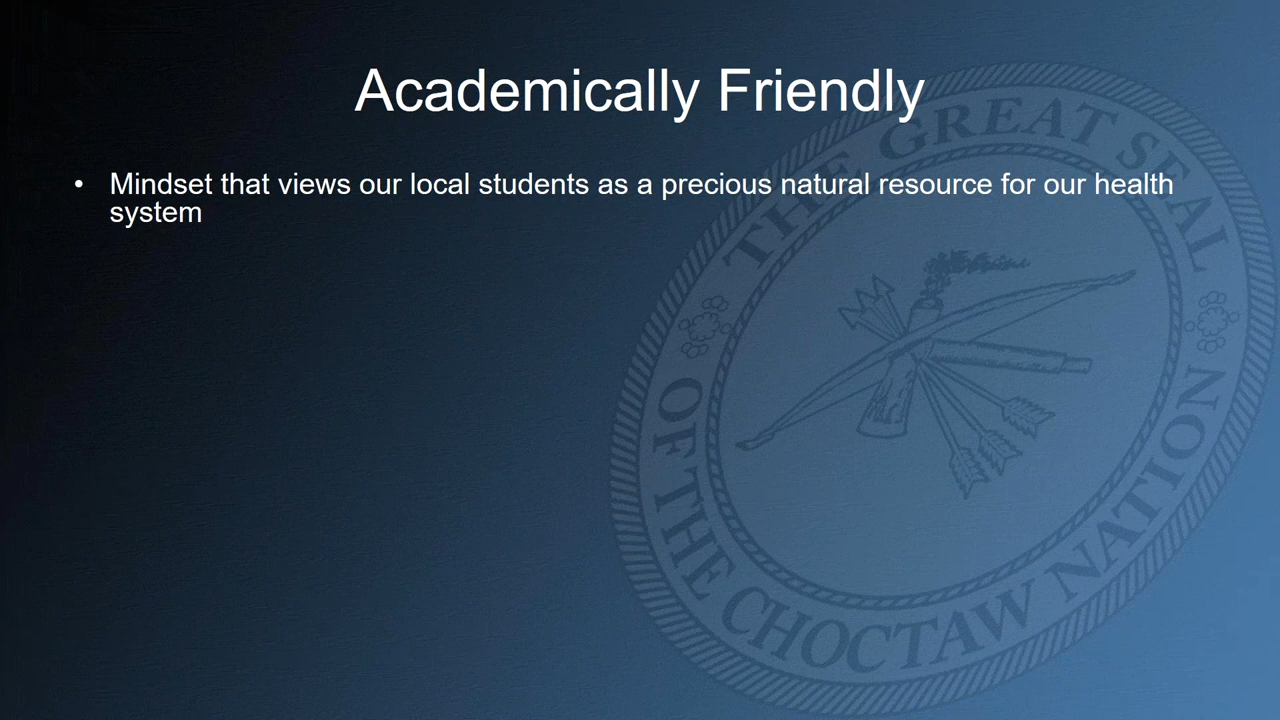 Academically Friendly
• Mindset that views our local students as a precious natural resource for our health
system
THE GREAT SEAL
OF THE CHOCTAW NATION